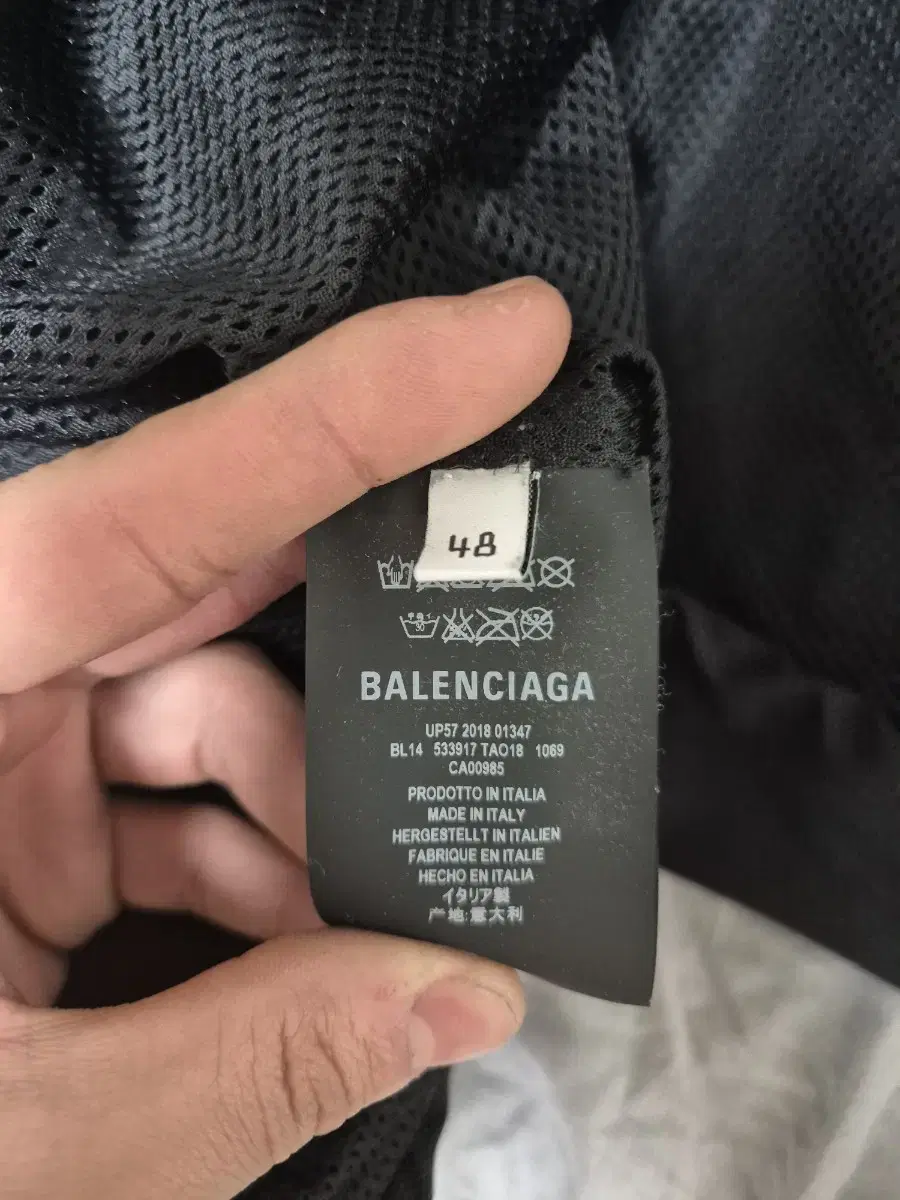 48
30
BALENCIAGA
UP57 2018 01347
BL14 533917 TAO18 1069
CA00985
PRODOTTO IN ITALIA
MADE IN ITALY
HERGESTELLT IN ITALIEN
FABRIQUE EN ITALIE
HECHO EN ITALIA
イタリア製
产地:意大利